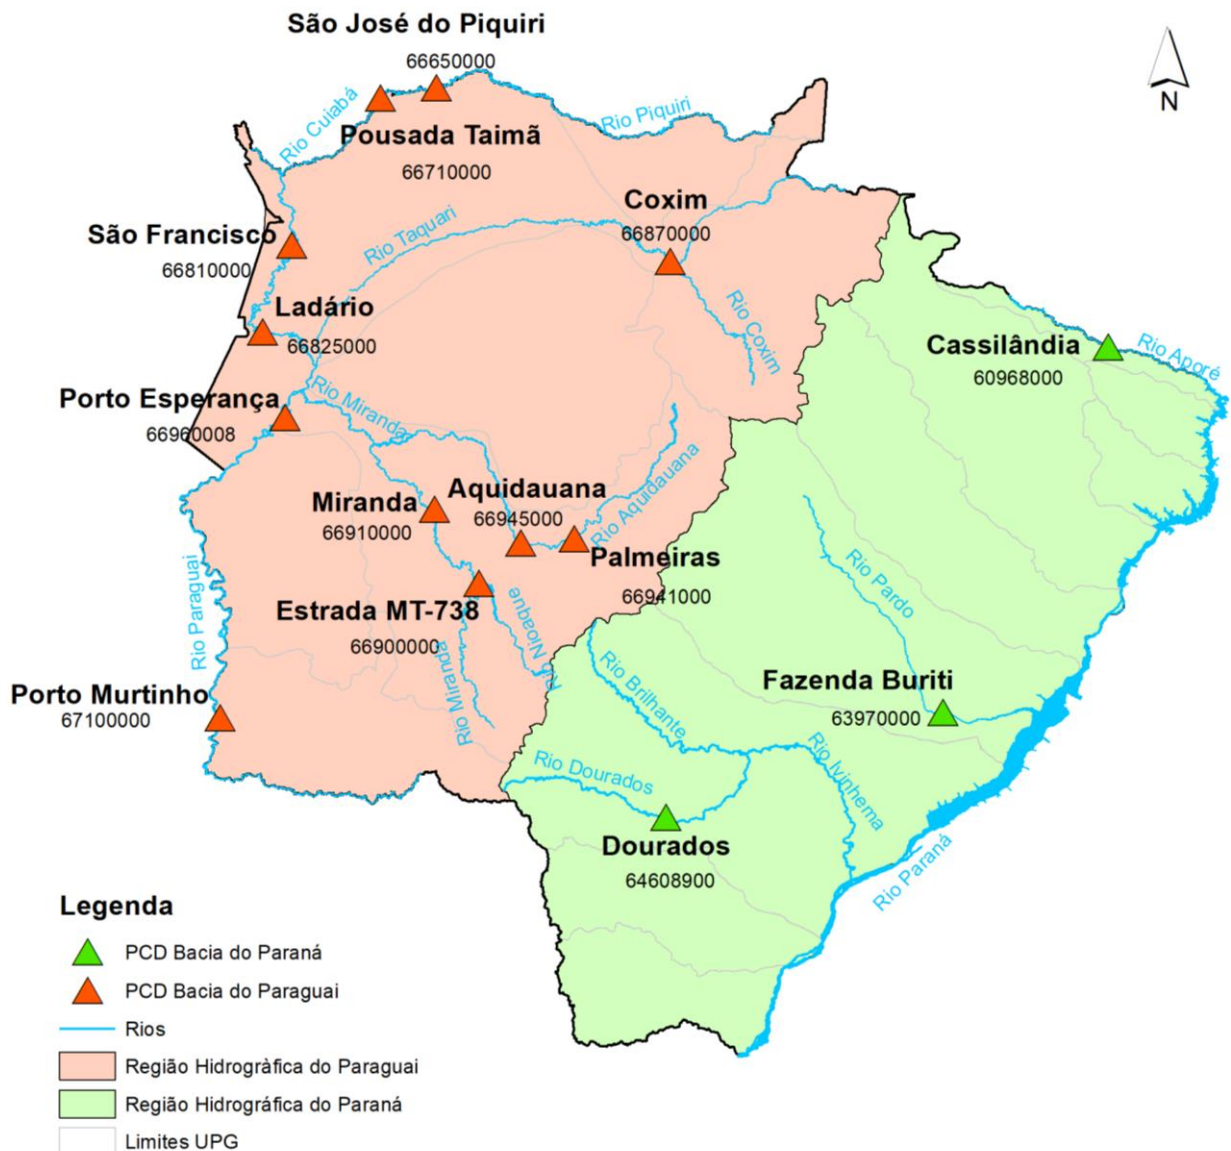 São José do Piquiri
66650000
N
Rio Cuiabá
Rio Piquiri
Pousada Taimã
66710000
Coxim
66870000
São Francisco
66810000
Rio Taquari
Ladário
66825000
Rio Coxim
Cassilândia
60968000
Rio Aporé
Porto Esperança
66960008
Rio Miranda
Miranda
66910000
Aquidauana
66945000
Rio Aquidauana
Palmeiras
66941000
Rio Paraguai
Estrada MT-738
66900000
Rio Nioaque
Rio Miranda
Rio Pardo
Porto Murtinho
67100000
Rio Brilhante
Fazenda Buriti
63970000
Rio Dourados
Rio Ivinhema
Dourados
64608900
Rio Paraná
Legenda
PCD Bacia do Paraná
PCD Bacia do Paraguai
Rios
Região Hidrogràfica do Paraguai
Região Hidrográfica do Paraná
Limites UPG